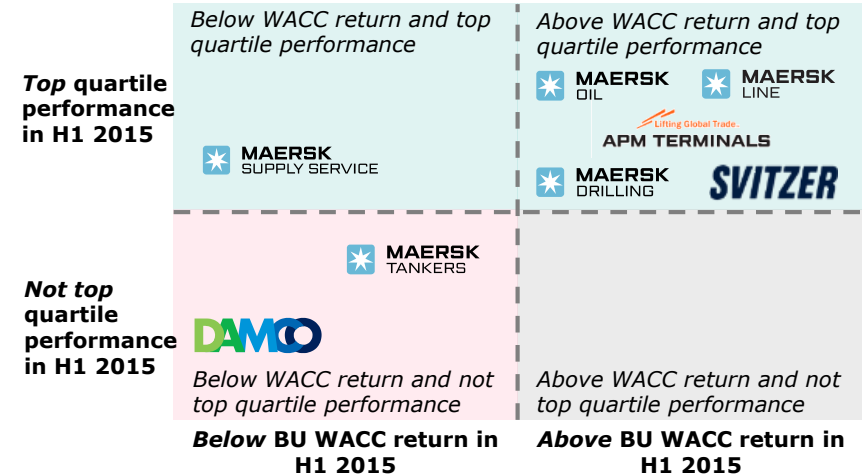 Below WACC return and top
quartile performance
Above WACC return and top
quartile performance
Top quartile
performance
in H1 2015
MAERSK
OIL
MAERSK
LINE
Lifting Global Trade.
APM TERMINALS
MAERSK
SUPPLY SERVICE
MAERSK
DRILLING
SVITZER
Not top
quartile
performance
in H1 2015
MAERSK
TANKERS
DAMCO
Below WACC return and not
top quartile performance
Above WACC return and not
top quartile performance
Below BU WACC return in
H1 2015
Above BU WACC return in
H1 2015